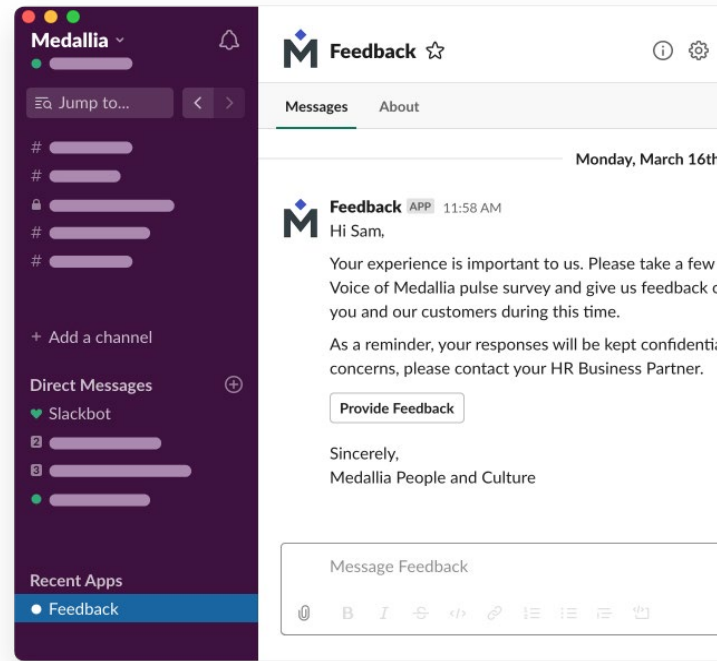 Medallia
Jump to...
#
#
#
#
+ Add a channel
Direct Messages
Slackbot
2
3
Recent Apps
Feedback
Feedback
Messages About
Monday, March 16th
Feedback APP 11:58 AM
Hi Sam,
Your experience is important to us. Please take a few
Voice of Medallia pulse survey and give us feedback
you and our customers during this time.
As a reminder, your responses will be kept
concerns, please contact your HR Business Partner.
Provide Feedback
Sincerely,
Medallia People and Culture
Message Feedback
B I S </>